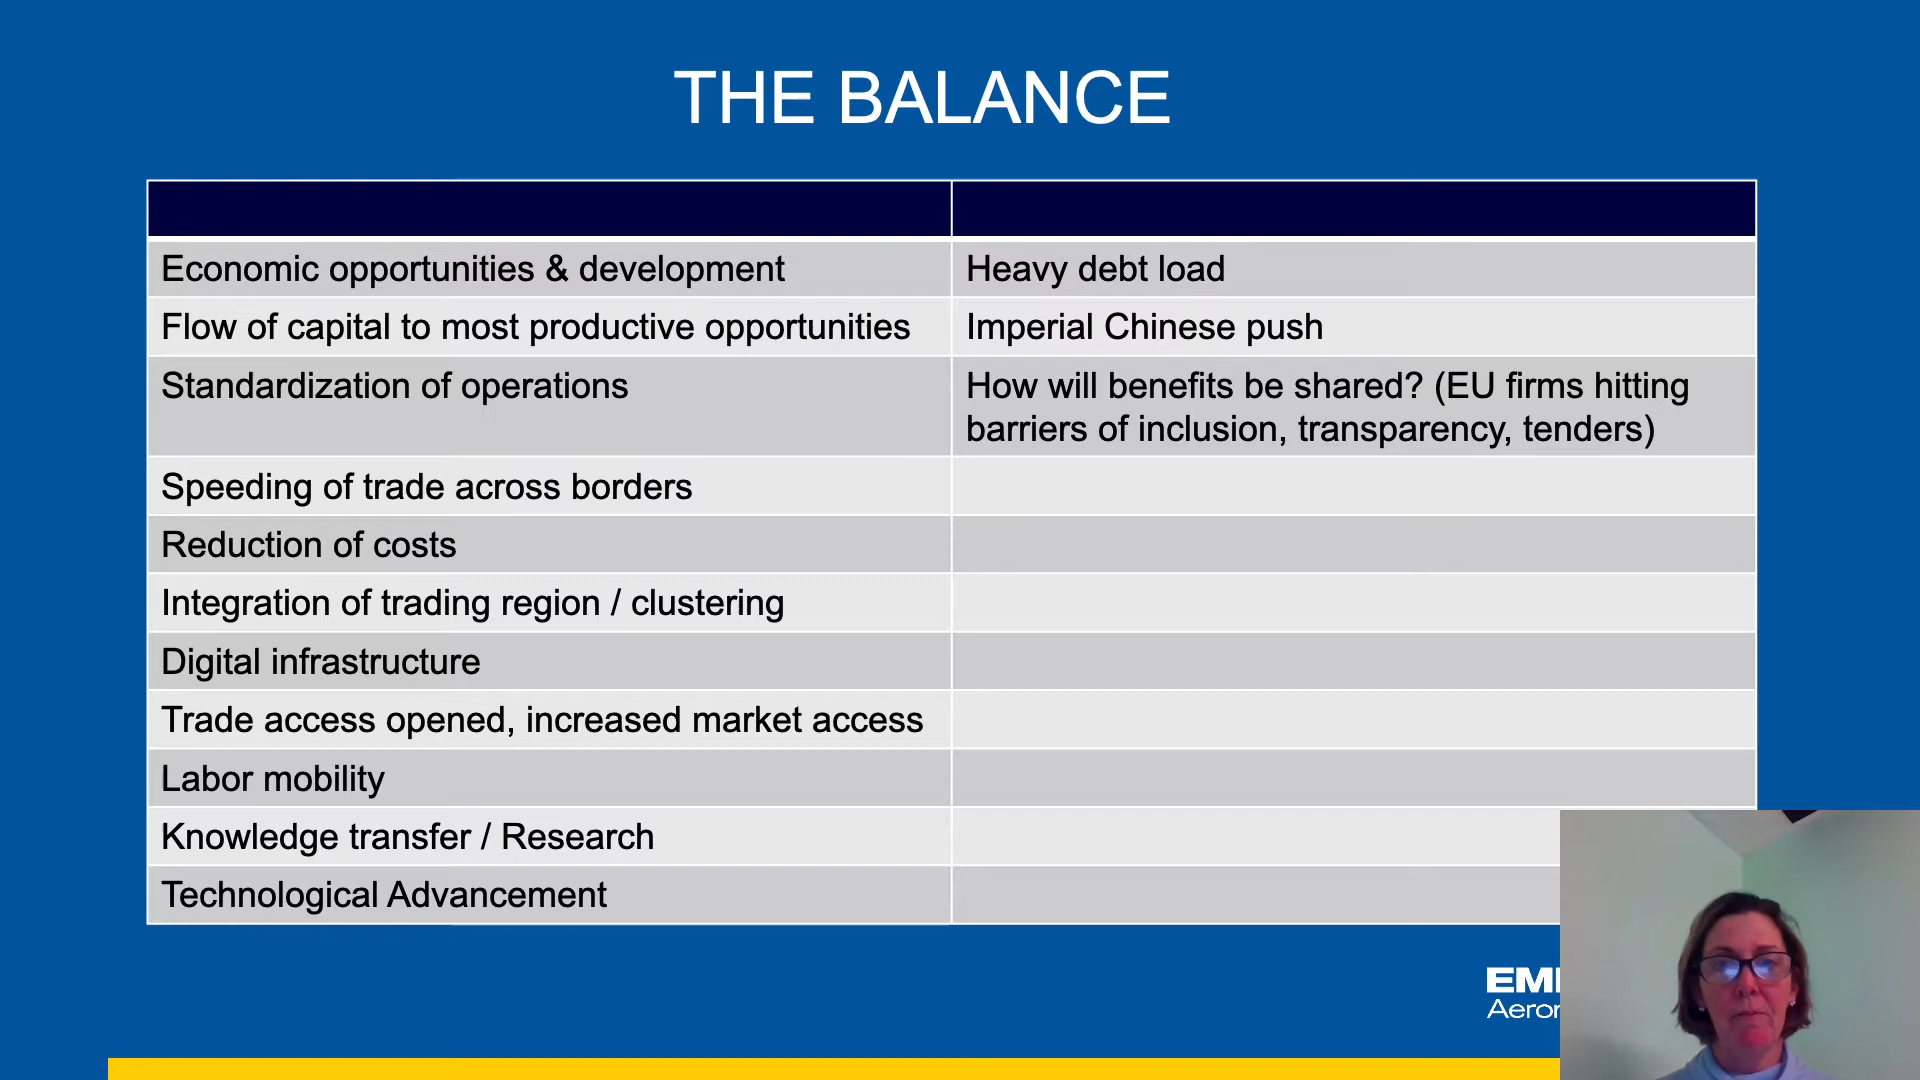 THE BALANCE
Economic opportunities & development
Heavy debt load
Flow of capital to most productive opportunities
Imperial Chinese push
Standardization of operations
How will benefits be shared? (EU firms hitting
barriers of inclusion, transparency, tenders)
Speeding of trade across borders
Reduction of costs
Integration of trading region / clustering
Digital infrastructure
Trade access opened, increased market access
Labor mobility
Knowledge transfer / Research
Technological Advancement